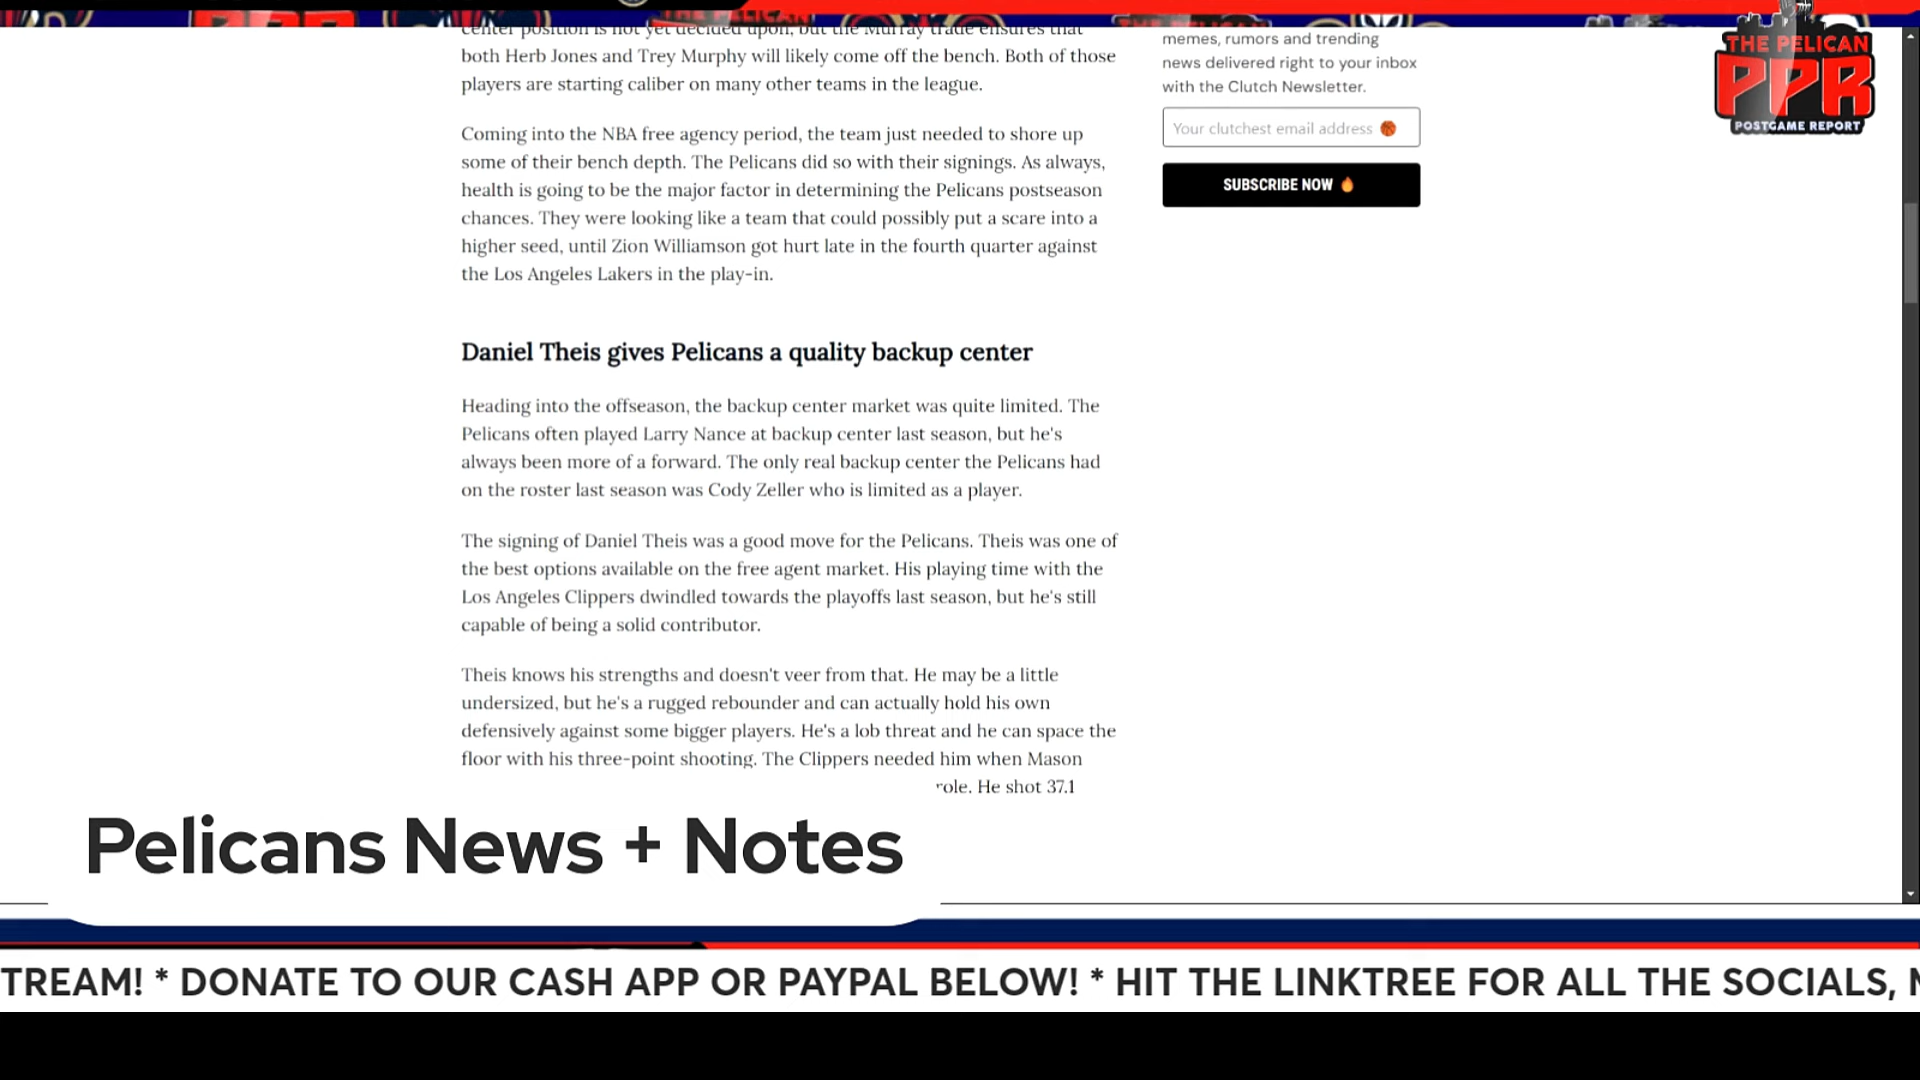 center position is not yet decided upon, but the Murray trade ensures that
both Herb Jones and Trey Murphy will likely come off the bench. Both of those
players are starting caliber on many other teams in the league.
Coming into the NBA free agency period, the team just needed to shore up
some of their bench depth. The Pelicans did so with their signings. As always,
health is going to be the major factor in determining the Pelicans postseason
chances. They were looking like a team that could possibly put a scare into a
higher seed, until Zion Williamson got hurt late in the fourth quarter against
the Los Angeles Lakers in the play-in.
Daniel Theis gives Pelicans a quality backup center
Heading into the offseason, the backup center market was quite limited. The
Pelicans often played Larry Nance at backup center last season, but he's
always been more of a forward. The only real backup center the Pelicans had
on the roster last season was Cody Zeller who is limited as a player.
The signing of Daniel Theis was a good move for the Pelicans. Theis was one of
the best options available on the free agent market. His playing time with the
Los Angeles Clippers dwindled towards the playoffs last season, but he's still
capable of being a solid contributor.
Theis knows his strengths and doesn't veer from that. He may be a little
undersized, but he's a rugged rebounder and can actually hold his own
defensively against some bigger players. He's a lob threat and he can space the
floor with his three-point shooting. The Clippers needed him when Mason
role. He shot 37.1
memes, rumors and trending
news delivered right to your inbox
with the Clutch Newsletter.
Your clutchest email address
SUBSCRIBE NOW
THE PELICAN
PPR
POSTGAME REPORT
Pelicans News + Notes
TREAM! * DONATE TO OUR CASH APP OR PAYPAL BELOW! * HIT THE LINKTREE FOR ALL THE SOCIALS,